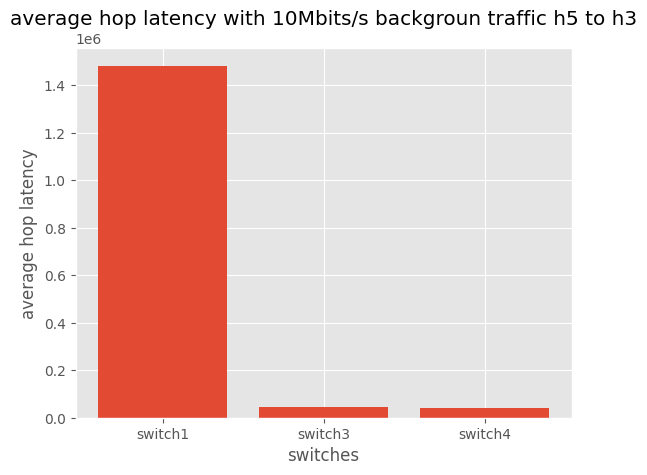 average hop latency with 10Mbits/s backgroun traffic h5 to h3
1e6
1.4
1.2
1.0
0.8
0.6
0.4
0.2
0.0
average hop latency
switch1 switch3 switch4
switches